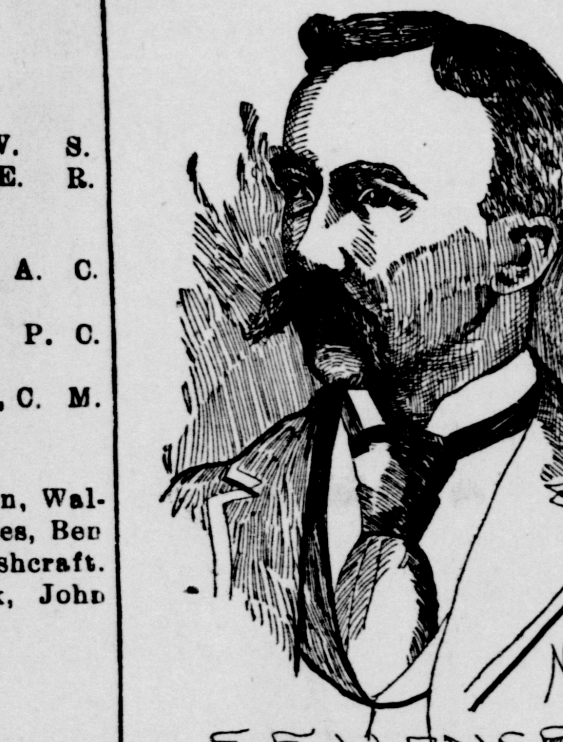 S.
E. R.
A. C.
P. C.
, C. M.
n, Wal-
es, Ben
shcraft.
, John